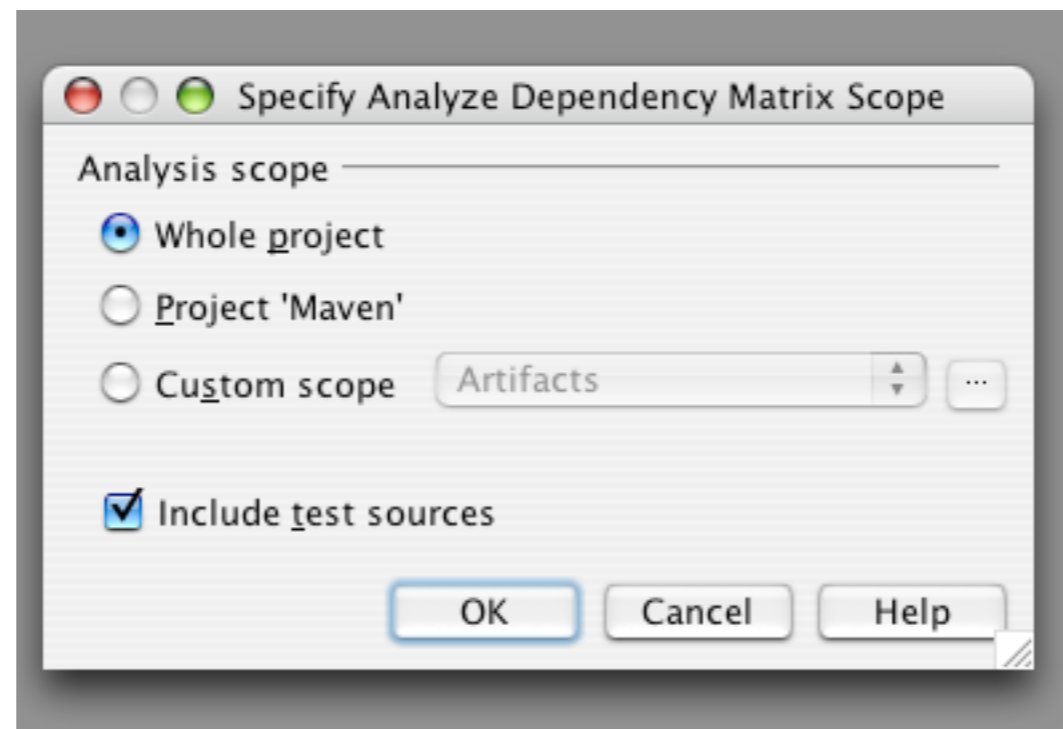 Specify Analyze Dependency Matrix Scope
Analysis scope
Whole project
Project 'Maven'
Custom scope Artifacts ...
Include test sources
OK Cancel Help